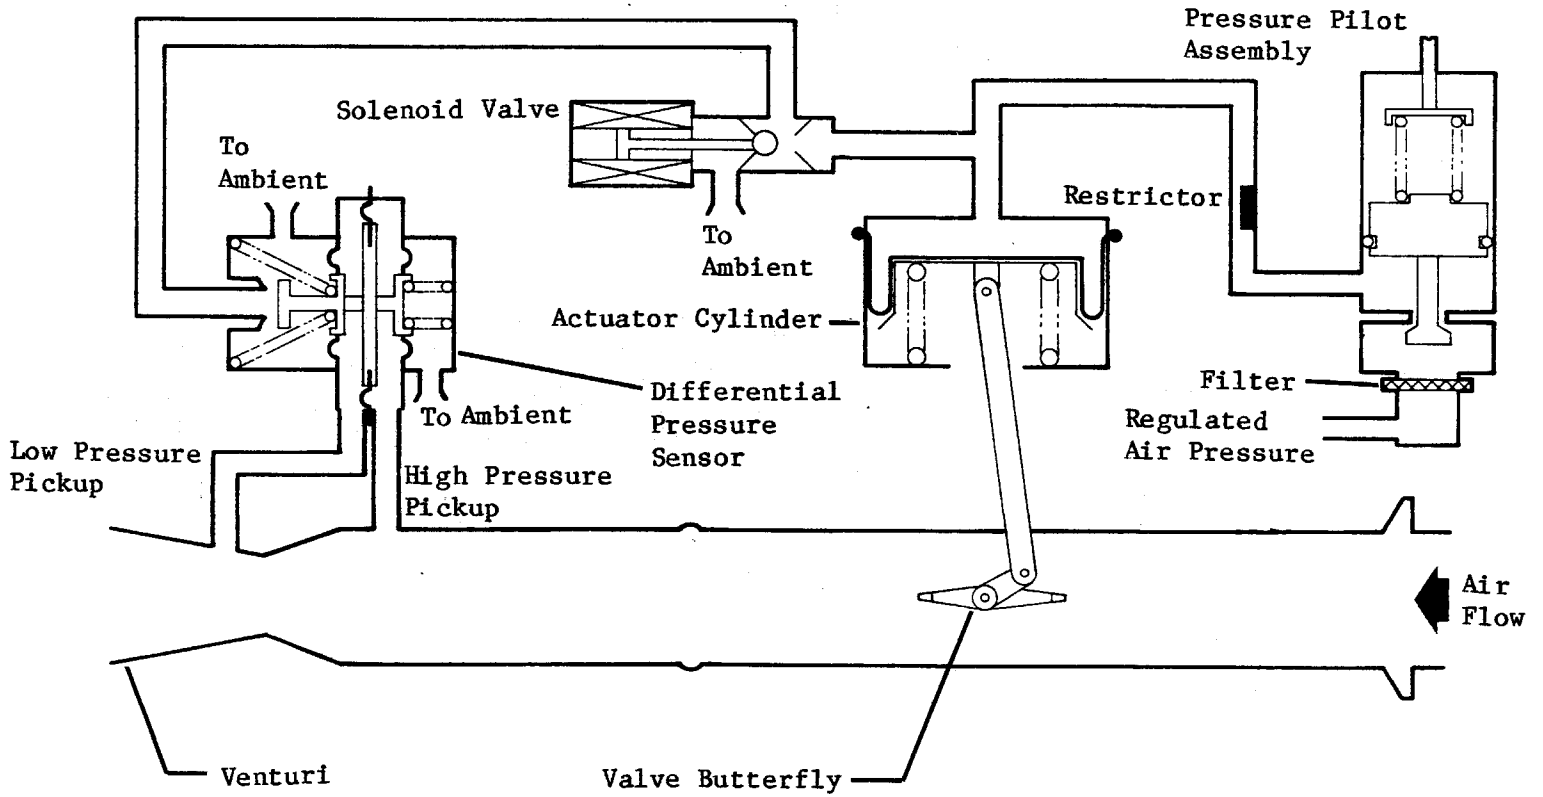 Pressure Pilot
Assembly
Solenoid Valve
To
Ambient
Restrictor
To
Ambient
Actuator Cylinder
Differential
Pressure
Sensor
To Ambient
Filter
Regulated
Air Pressure
Low Pressure
Pickup
High Pressure
Pickup
Air
Flow
Venturi
Valve Butterfly